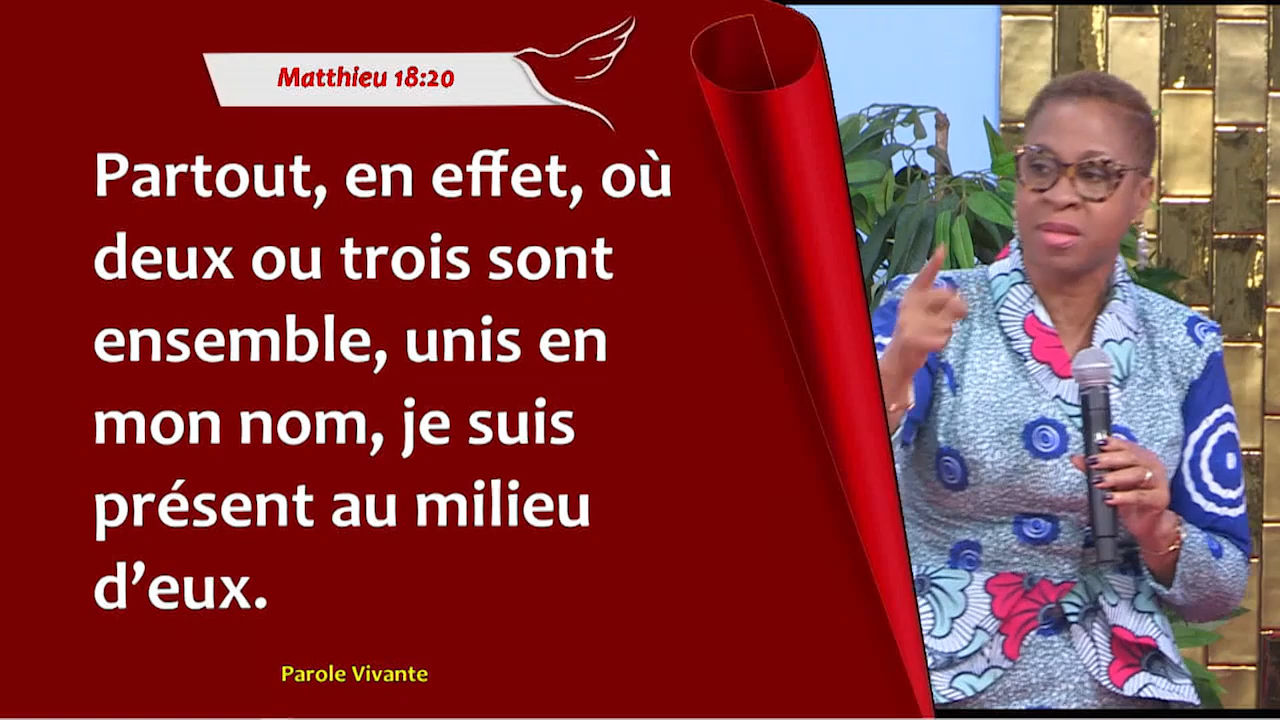 Matthieu 18:20
Partout, en effet, où
deux ou trois sont
ensemble, unis en
mon nom, je suis
présent au milieu
d’eux.
Parole Vivante